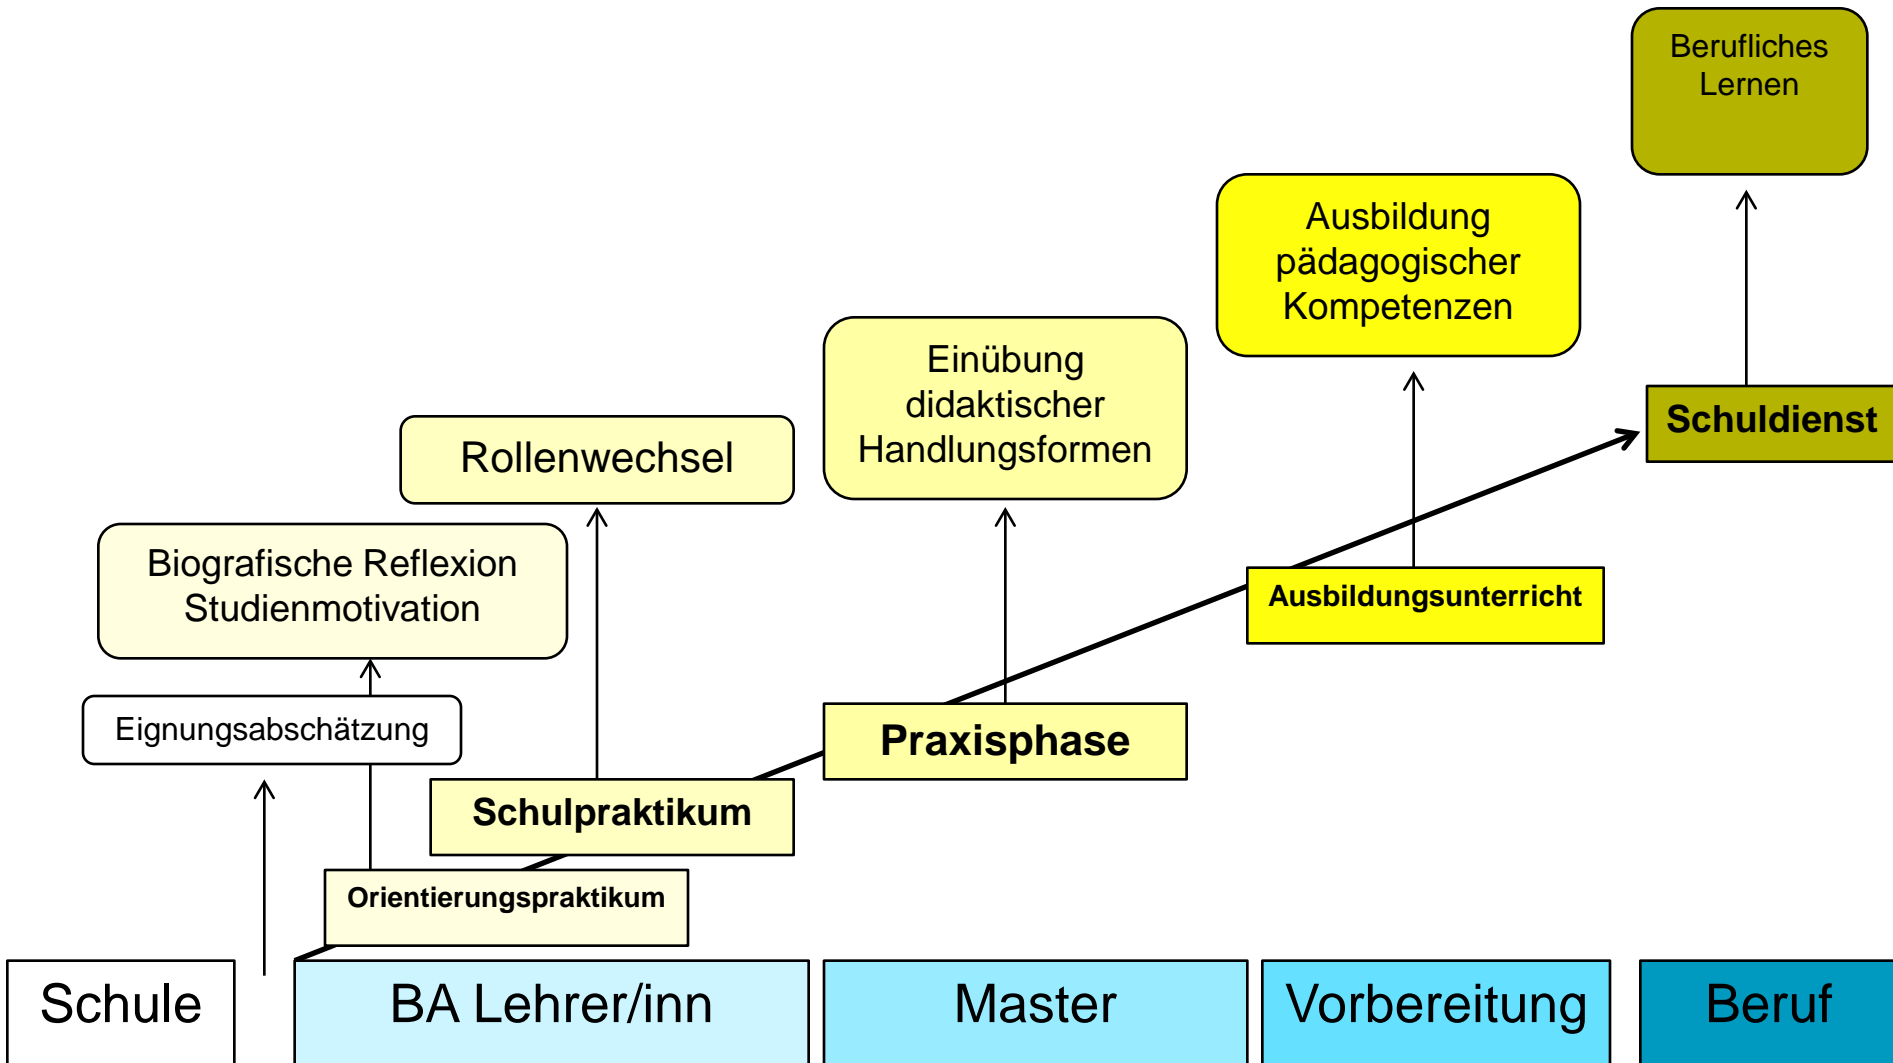 Berufliches
Lernen
Ausbildung
pädagogischer
Kompetenzen
Einübung
didaktischer
Handlungsformen
Schuldienst
Rollenwechsel
Biografische Reflexion
Studienmotivation
Ausbildungsunterricht
Eignungsabschätzung
Praxisphase
Schulpraktikum
Orientierungspraktikum
Schule
BA Lehrer/inn
Master
Vorbereitung
Beruf